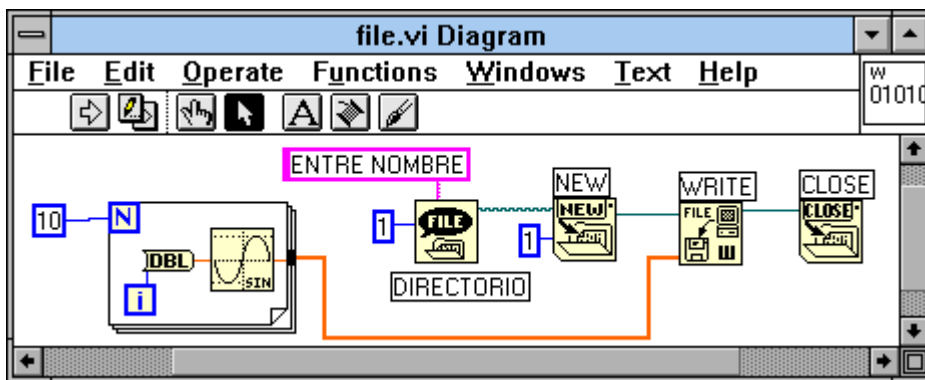 file.vi Diagram
File Edit Operate Functions Windows Text Help
W
01010
A
ENTRE NOMBRE
NEW
WRITE
CLOSE
10
N
1
FILE
NEW
FILE
CLOSE
1
W
DBL
SIN
i
DIRECTORIO